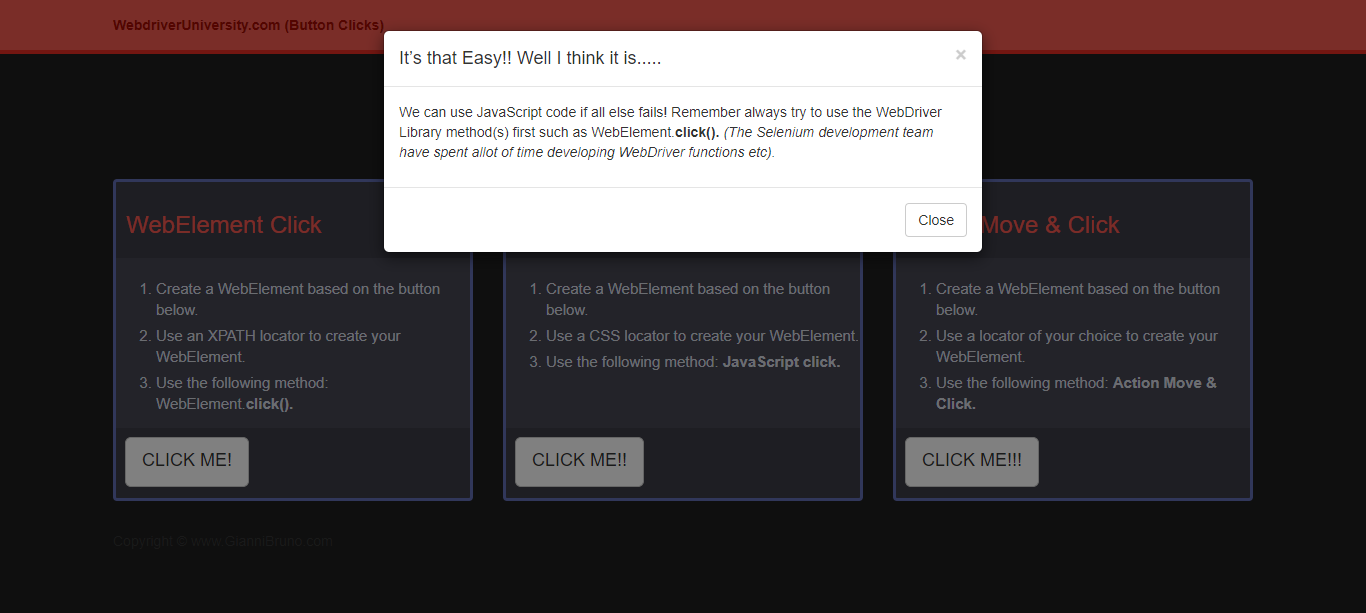 WebdriverUniversity.com (Button Clicks)
It's that Easy!! Well I think it is.....
×
We can use JavaScript code if all else fails! Remember always try to use the WebDriver
Library method(s) first such as WebElement.click(). (The Selenium development team
have spent allot of time developing WebDriver functions etc).
Close
WebElement Click
1. Create a WebElement based on the button
below.
2. Use an XPATH locator to create your
WebElement.
3. Use the following method:
WebElement.click().
CLICK ME!
1. Create a WebElement based on the button
below.
2. Use a CSS locator to create your WebElement.
3. Use the following method: JavaScript click.
CLICK ME!!
Move & Click
1. Create a WebElement based on the button
below.
2. Use a locator of your choice to create your
WebElement.
3. Use the following method: Action Move &
Click.
CLICK ME!!!
Copyright © www.GianniBruno.com